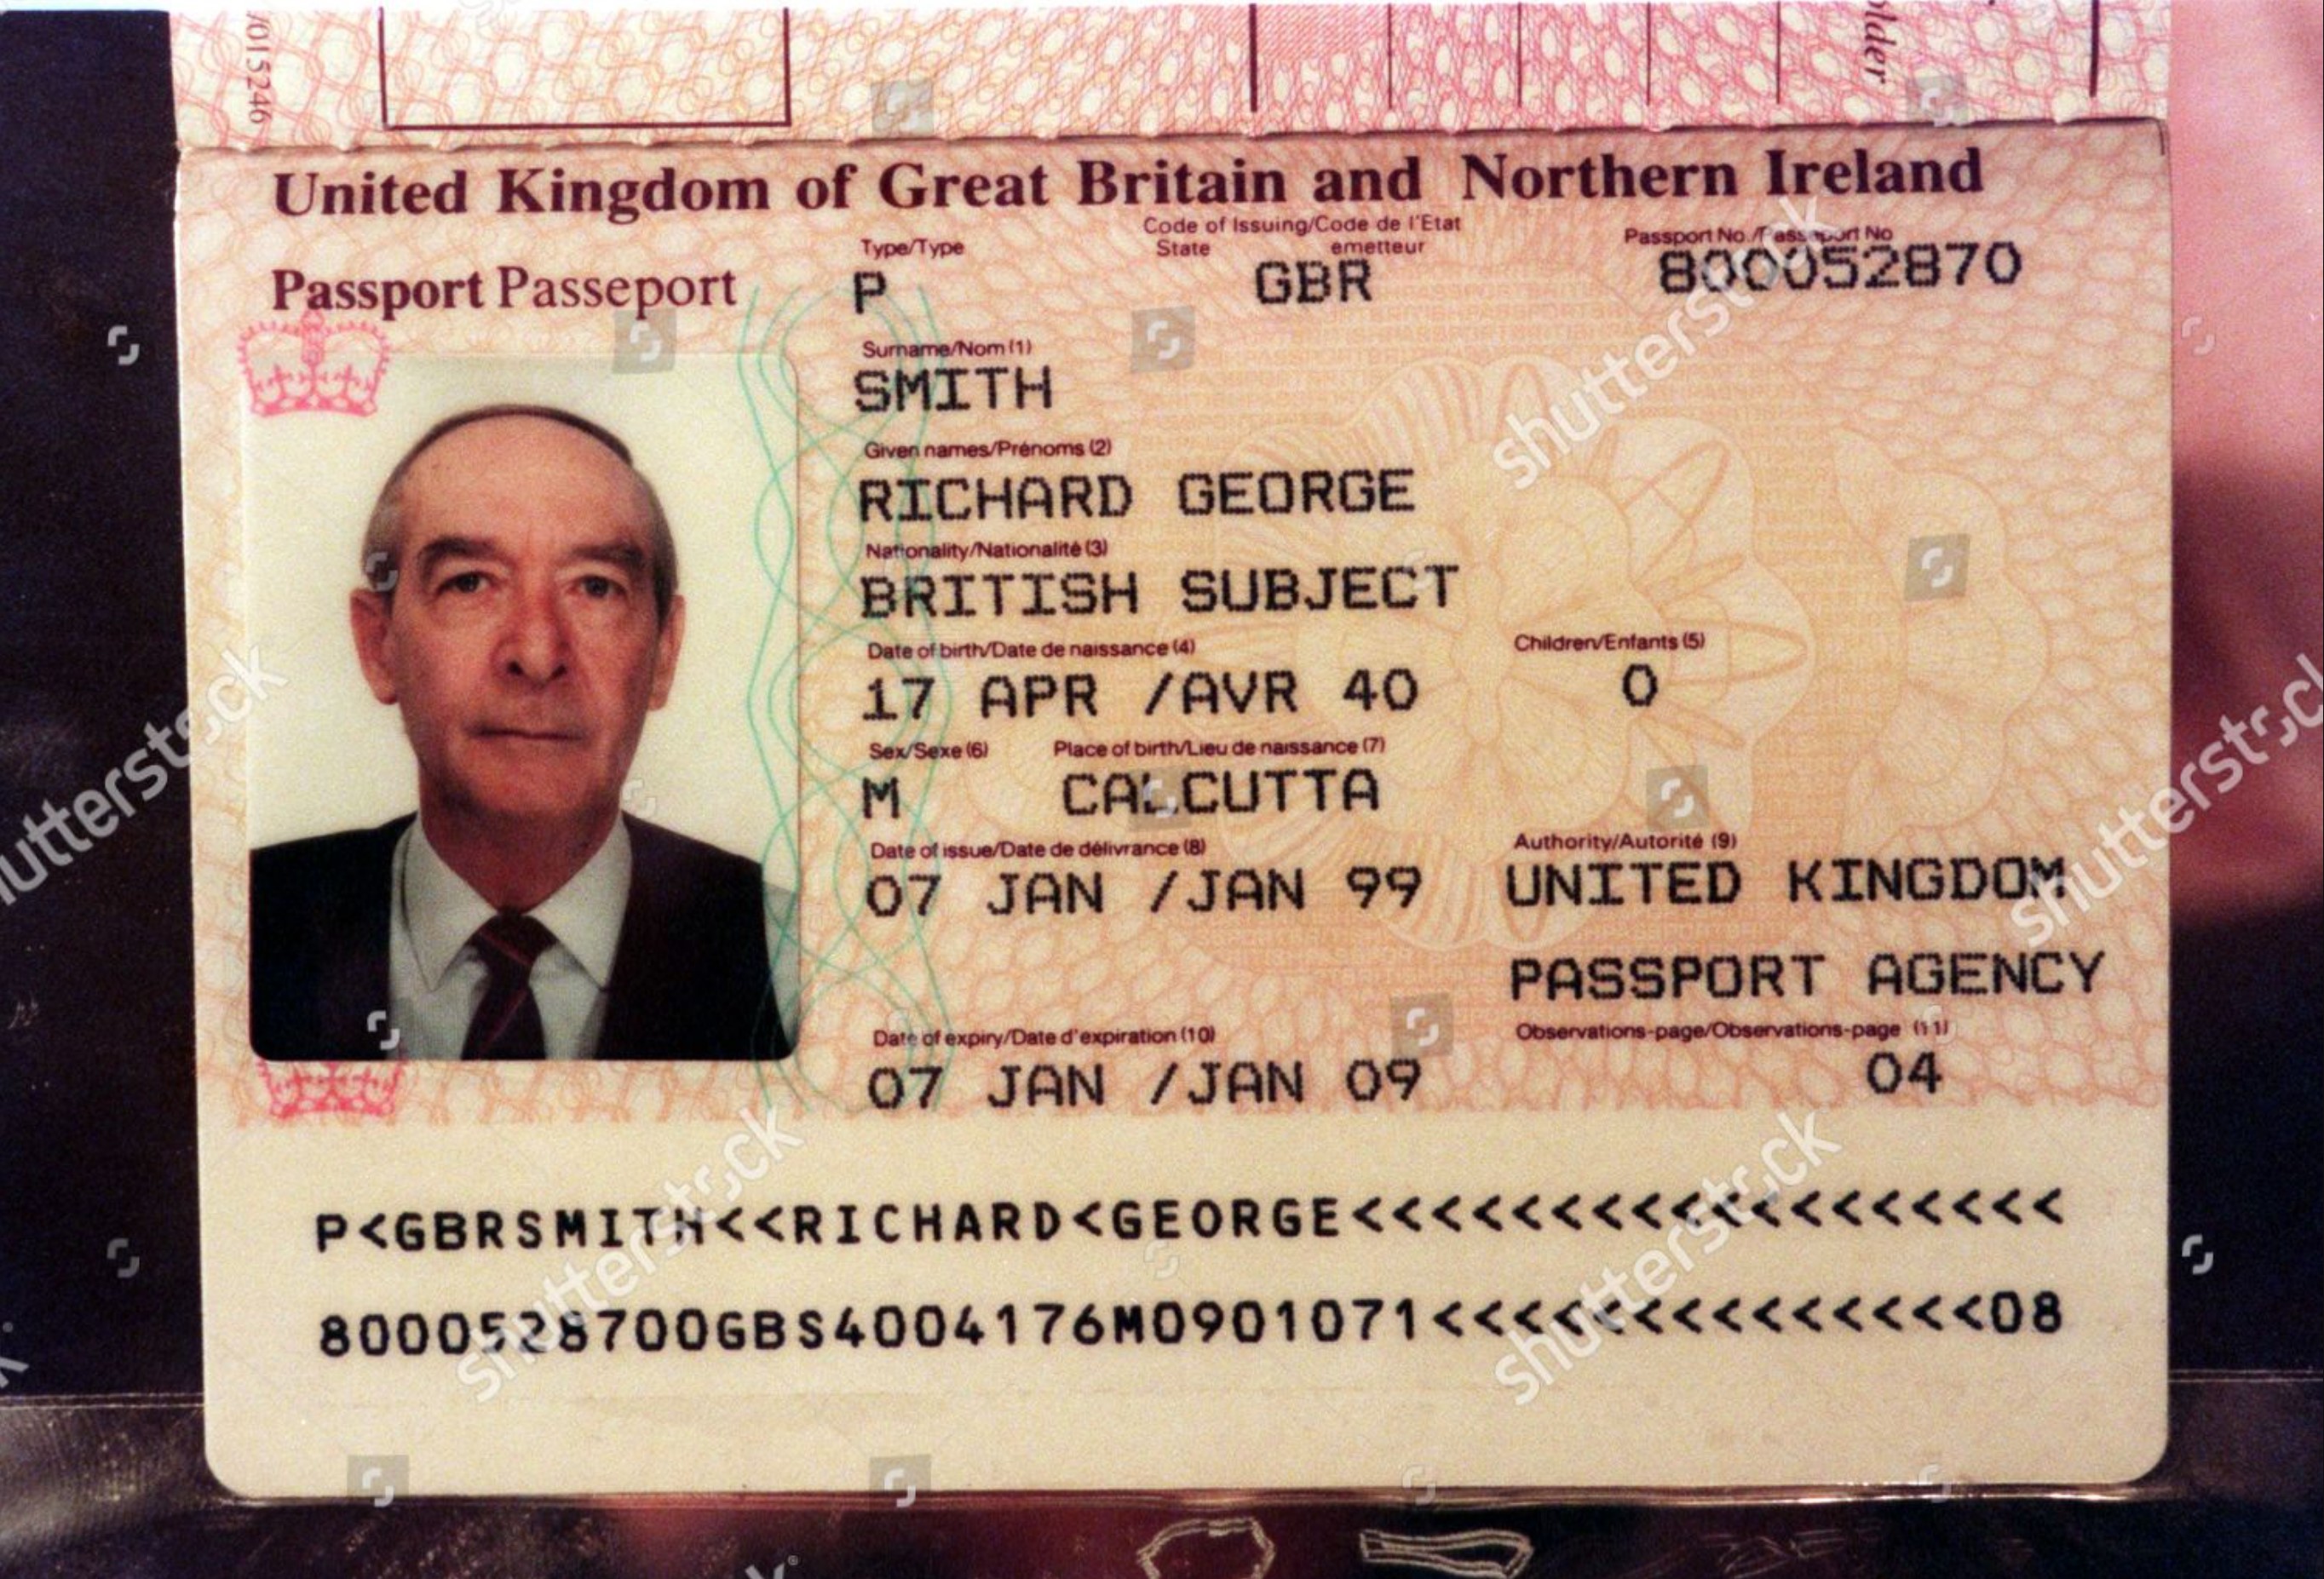 /015246
older
United Kingdom of Great Britain and Northern Ireland
Passport Passeport
Type/Type
Code of Issuing/Code de l'Etat
State emetteur
Passport No./Passeport No
P GBR 800052870
Surname/Nom (1)
SMITH
Given names/Prénoms (2)
RICHARD GEORGE
Nationality/Nationalité (3)
BRITISH SUBJECT
Date of birth/Date de naissance (4) Children/Enfants (5)
17 APR /AVR 40 0
Sex/Sexe (6) Place of birth/Lieu de naissance (7)
M CALCUTTA
Date of issue/Date de délivrance (8) Authority/Autorité (9)
07 JAN /JAN 99 UNITED KINGDOM
PASSPORT AGENCY
Date of expiry/Date d'expiration (10) Observations-page/Observations-page (11)
07 JAN /JAN 09 04
P<GBRSMITH<<RICHARD<GEORGE<<<<<<<<<<<<<<<<<<
8000528700GBS4004176M0901071<<<<<<<<<<<<<<08
shutterstock
shutterstock
shutterstock
shutterstock
shutterstock